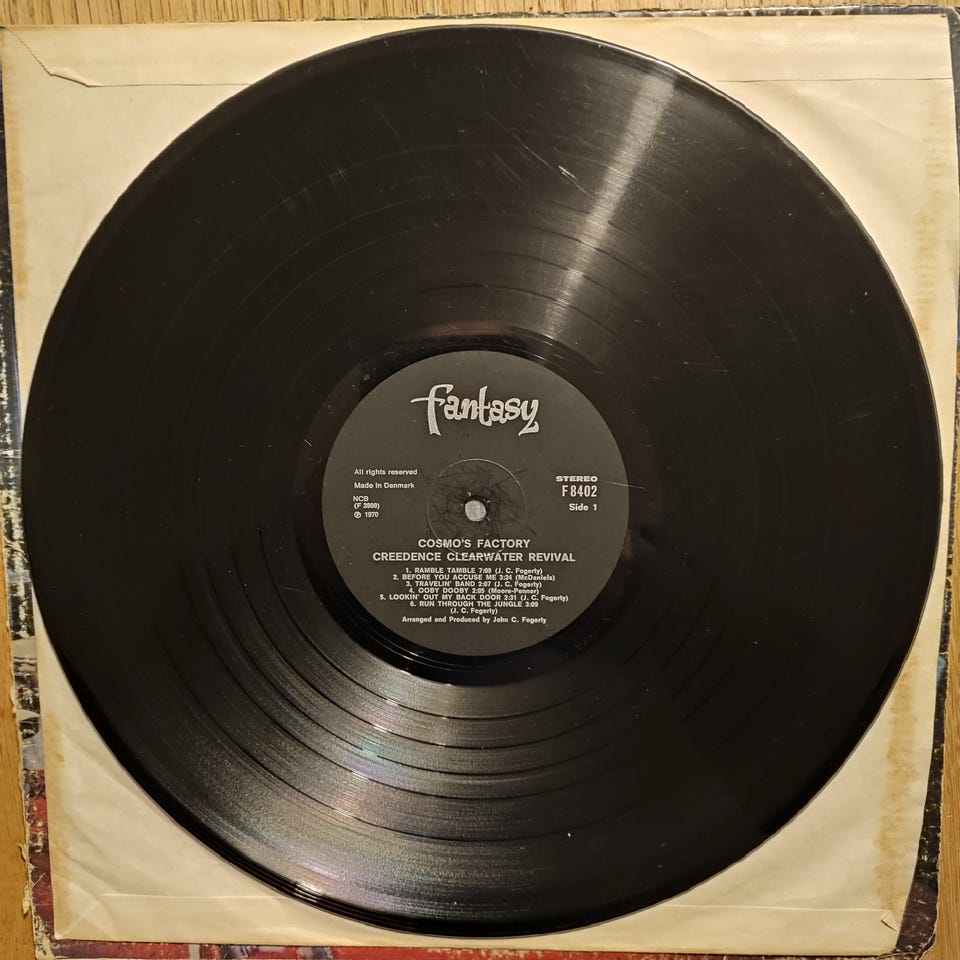 fantasy
All rights reserved
Made in Denmark
NCB
(F 2800)
℗ 1970
STEREO
F 8402
Side 1
COSMO'S FACTORY
CREEDENCE CLEARWATER REVIVAL
1. RAMBLE TAMBLE 7:09 (J. C. Fogerty)
2. BEFORE YOU ACCUSE ME 3:24 (McDaniels)
3. TRAVELIN' BAND 2:07 (J. C. Fogerty)
4. OOBY DOOBY 2:05 (Moore-Penner)
5. LOOKIN' OUT MY BACK DOOR 2:31 (J. C. Fogerty)
6. RUN THROUGH THE JUNGLE 3:09
(J. C. Fogerty)
Arranged and Produced by John C. Fogerty